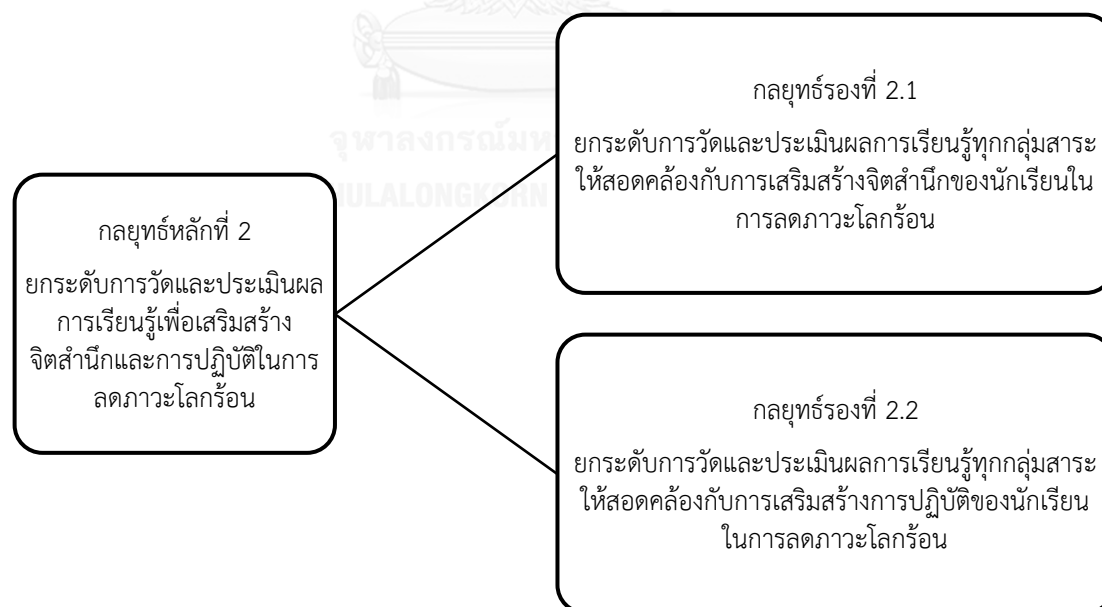 กลยุทธ์หลักที่ 2
ยกระดับการวัดและประเมินผล
การเรียนรู้เพื่อเสริมสร้าง
จิตสำนึกและการปฏิบัติในการ
ลดภาวะโลกร้อน
กลยุทธ์รองที่ 2.1
ยกระดับการวัดและประเมินผลการเรียนรู้ทุกกลุ่มสาระ
ให้สอดคล้องกับการเสริมสร้างจิตสำนึกของนักเรียนใน
การลดภาวะโลกร้อน
กลยุทธ์รองที่ 2.2
ยกระดับการวัดและประเมินผลการเรียนรู้ทุกกลุ่มสาระ
ให้สอดคล้องกับการเสริมสร้างการปฏิบัติของนักเรียน
ในการลดภาวะโลกร้อน